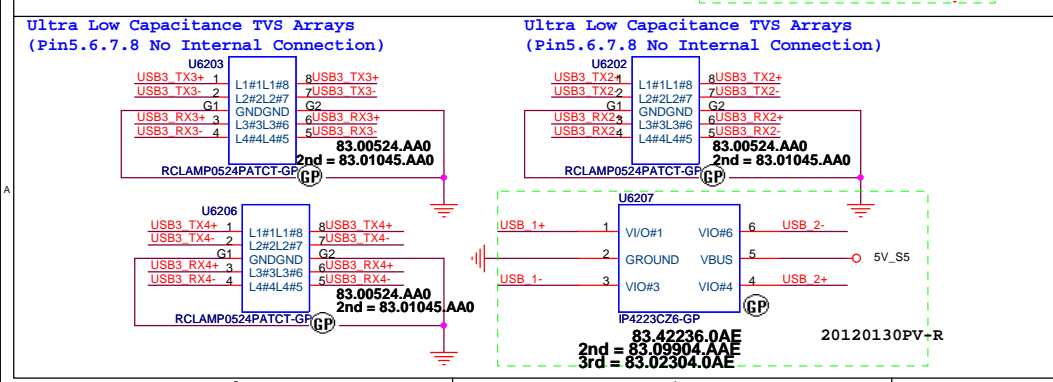 Ultra Low Capacitance TVS Arrays
(Pin5.6.7.8 No Internal Connection)
U6203
USB3_TX3+ 1 L1#1L1#8 8 USB3_TX3+
USB3_TX3- 2 L2#2L2#7 7 USB3_TX3-
G1 GNDGND G2
USB3_RX3+ 3 L3#3L3#6 6 USB3_RX3+
USB3_RX3- 4 L4#4L4#5 5 USB3_RX3-
83.00524.AA0
2nd = 83.01045.AA0
RCLAMP0524PATCT-GP GP
Ultra Low Capacitance TVS Arrays
(Pin5.6.7.8 No Internal Connection)
U6202
USB3_TX2+ 1 L1#1L1#8 8 USB3_TX2+
USB3_TX2- 2 L2#2L2#7 7 USB3_TX2-
G1 GNDGND G2
USB3_RX2+ 3 L3#3L3#6 6 USB3_RX2+
USB3_RX2- 4 L4#4L4#5 5 USB3_RX2-
83.00524.AA0
2nd = 83.01045.AA0
RCLAMP0524PATCT-GP GP
A
U6206
USB3_TX4+ 1 L1#1L1#8 8 USB3_TX4+
USB3_TX4- 2 L2#2L2#7 7 USB3_TX4-
G1 GNDGND G2
USB3_RX4+ 3 L3#3L3#6 6 USB3_RX4+
USB3_RX4- 4 L4#4L4#5 5 USB3_RX4-
83.00524.AA0
2nd = 83.01045.AA0
RCLAMP0524PATCT-GP GP
U6207
USB_1+ 1 VI/O#1 VIO#6 6 USB_2-
2 GROUND VBUS 5 5V_S5
USB_1- 3 VIO#3 VIO#4 4 USB_2+
IP4223CZ6-GP GP
83.42236.0AE
2nd = 83.09904.AAE
3rd = 83.02304.0AE
20120130PV-R